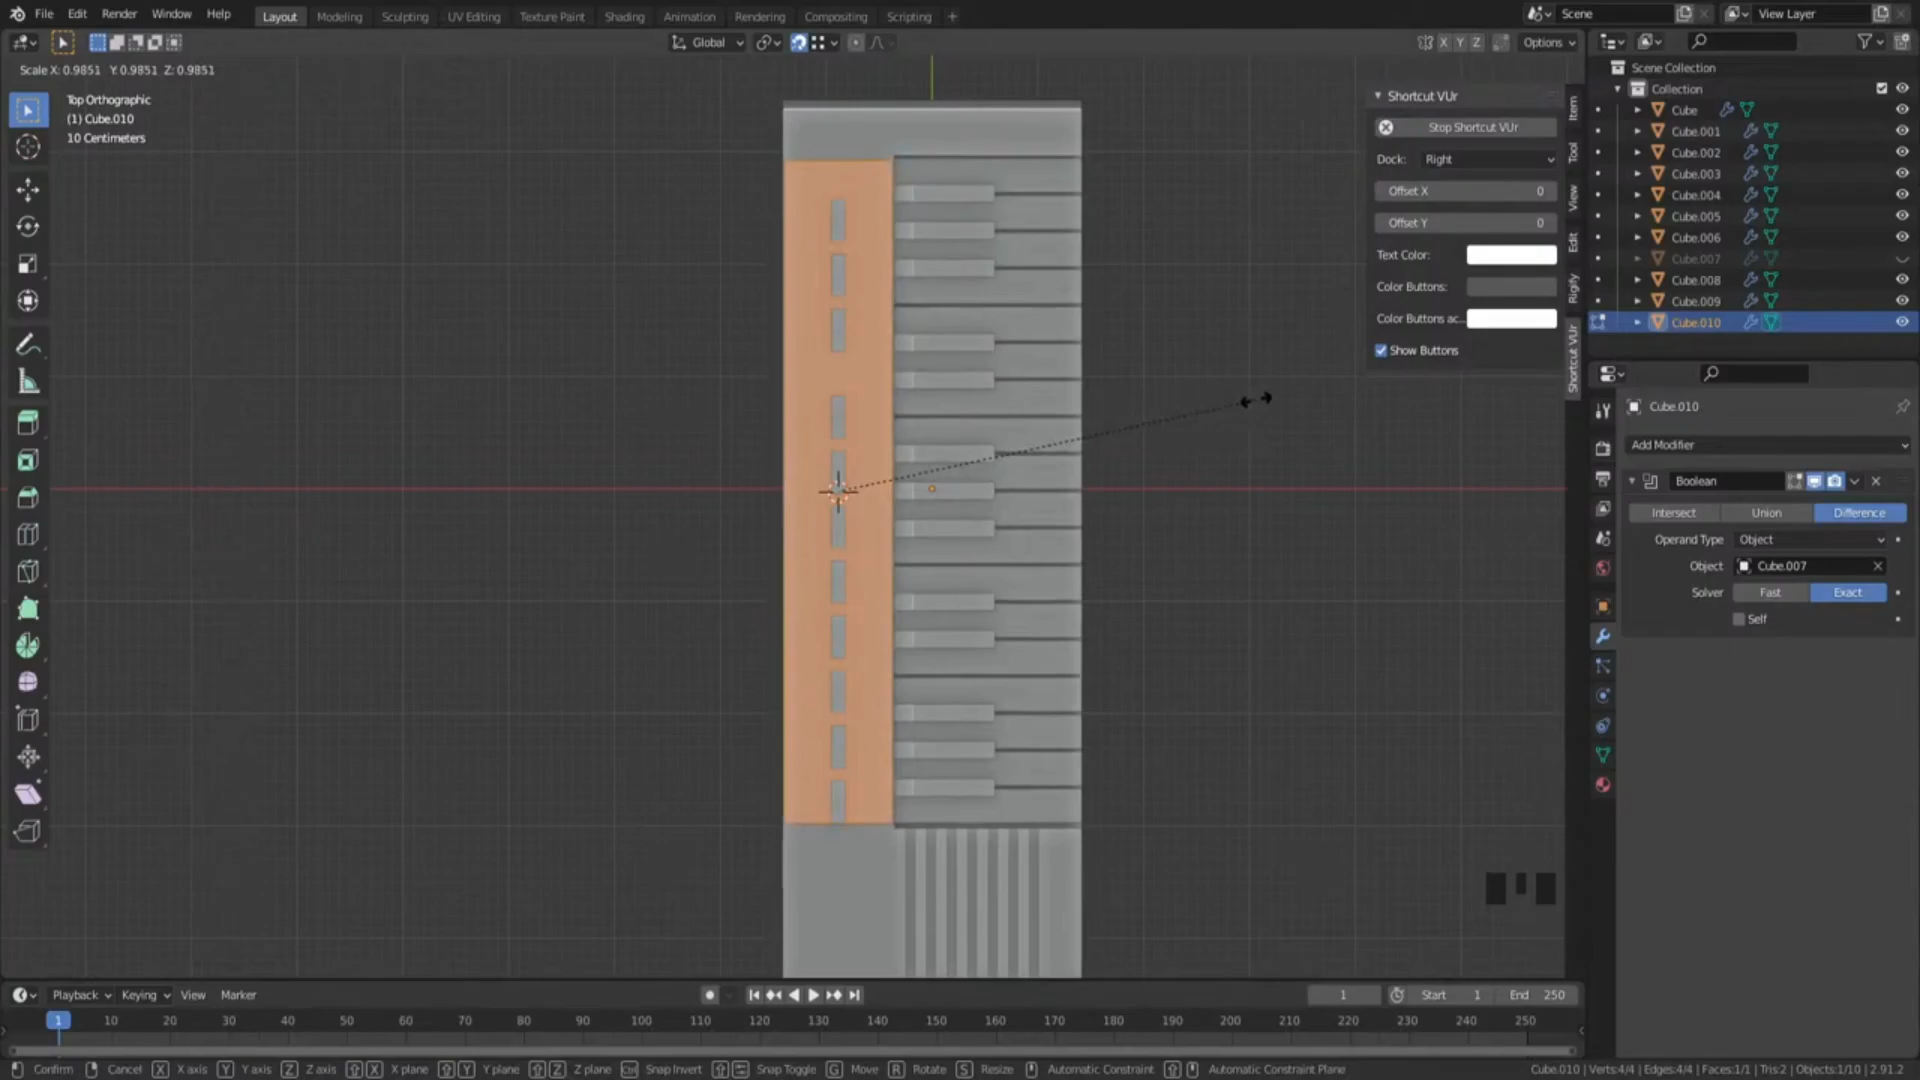 File Edit Render Window Help Layout Modeling Sculpting UV Editing Texture Paint Shading Animation Rendering Compositing Scripting + Scene View Layer
Global X Y Z Options
Scale X: 0.9851 Y: 0.9851 Z: 0.9851
Top Orthographic
(1) Cube.010
10 Centimeters
Shortcut VUr
Stop Shortcut VUr
Dock: Right
Offset X 0
Offset Y 0
Text Color:
Color Buttons:
Color Buttons ac...
Show Buttons
Item
Tool
View
Edit
Rigify
Shortcut VUr
Scene Collection
Collection
Cube
Cube.001
Cube.002
Cube.003
Cube.004
Cube.005
Cube.006
Cube.007
Cube.008
Cube.009
Cube.010
Cube.010
Add Modifier
Boolean
Intersect Union Difference
Operand Type Object
Object Cube.007
Solver Fast Exact
Self
Playback Keying View Marker 1 Start 1 End 250
1 10 20 30 40 50 60 70 80 90 100 110 120 130 140 150 160 170 180 190 200 210 220 230 240 250
Confirm Cancel X X axis Y Y axis Z Z axis X X plane Y Y plane Z Z plane Ctrl Snap Invert Snap Toggle G Move R Rotate S Resize Automatic Constraint Automatic Constraint Plane Cube.010 | Verts:4/4 | Edges:4/4 | Faces:1/1 | Tris:2 | Objects:1/10 | 2.91.2